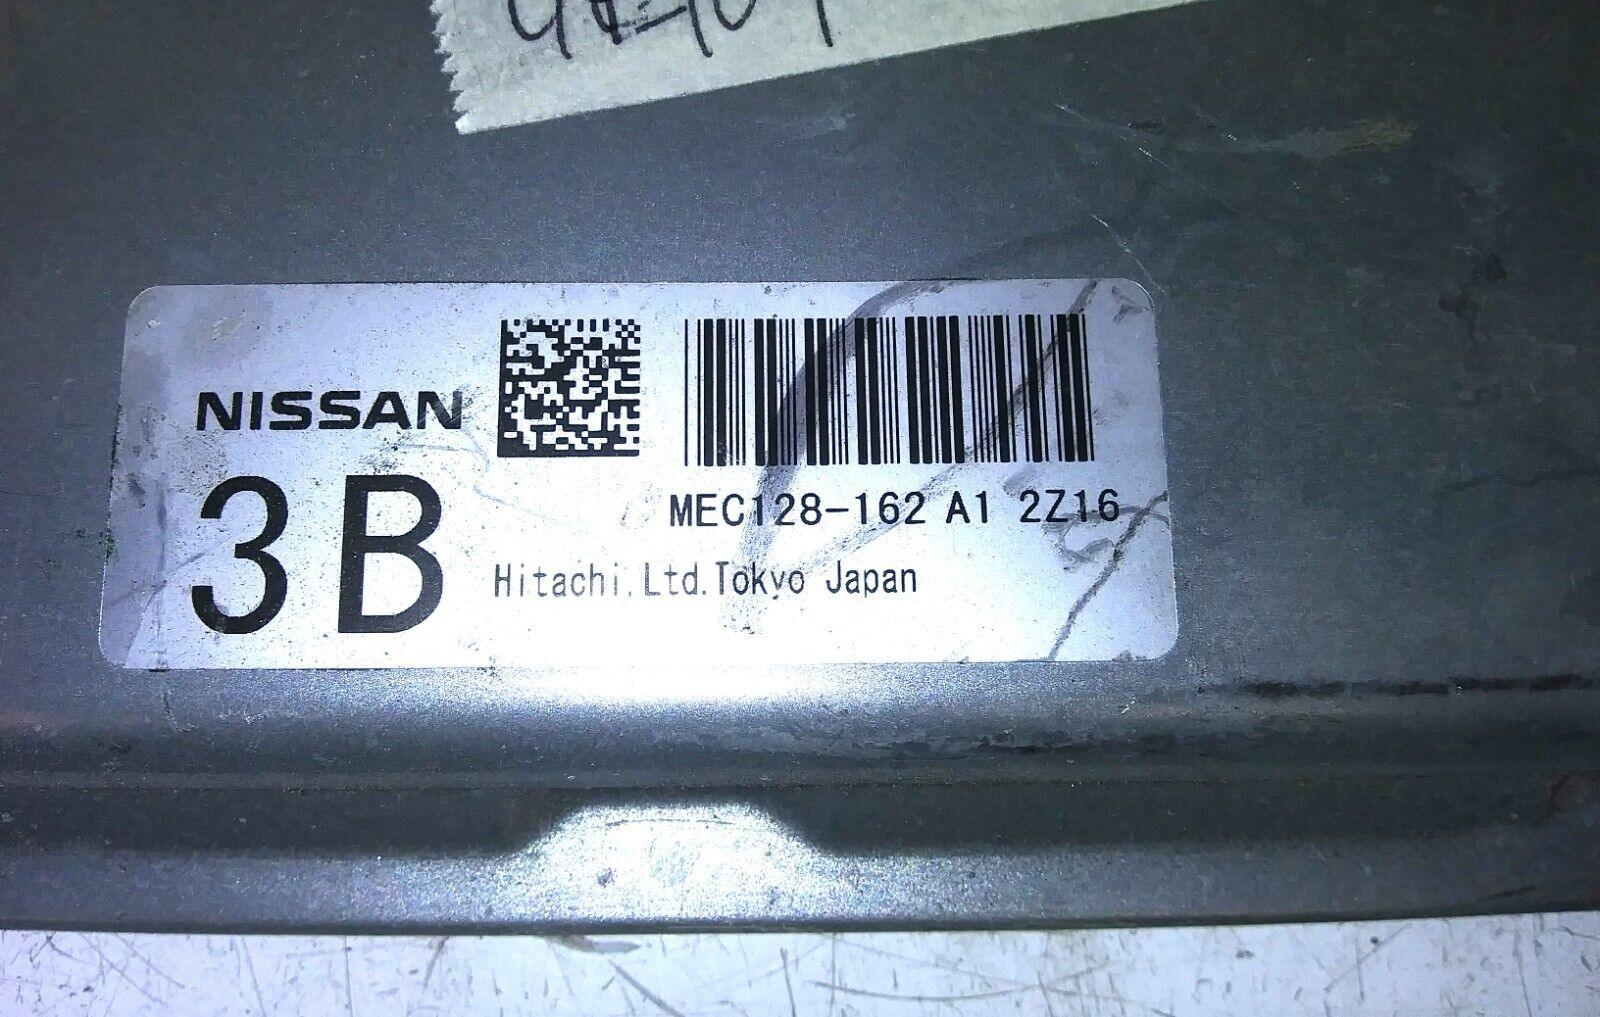 NISSAN
3B
MEC128-162 A1 2Z16
Hitachi.Ltd.Tokyo Japan